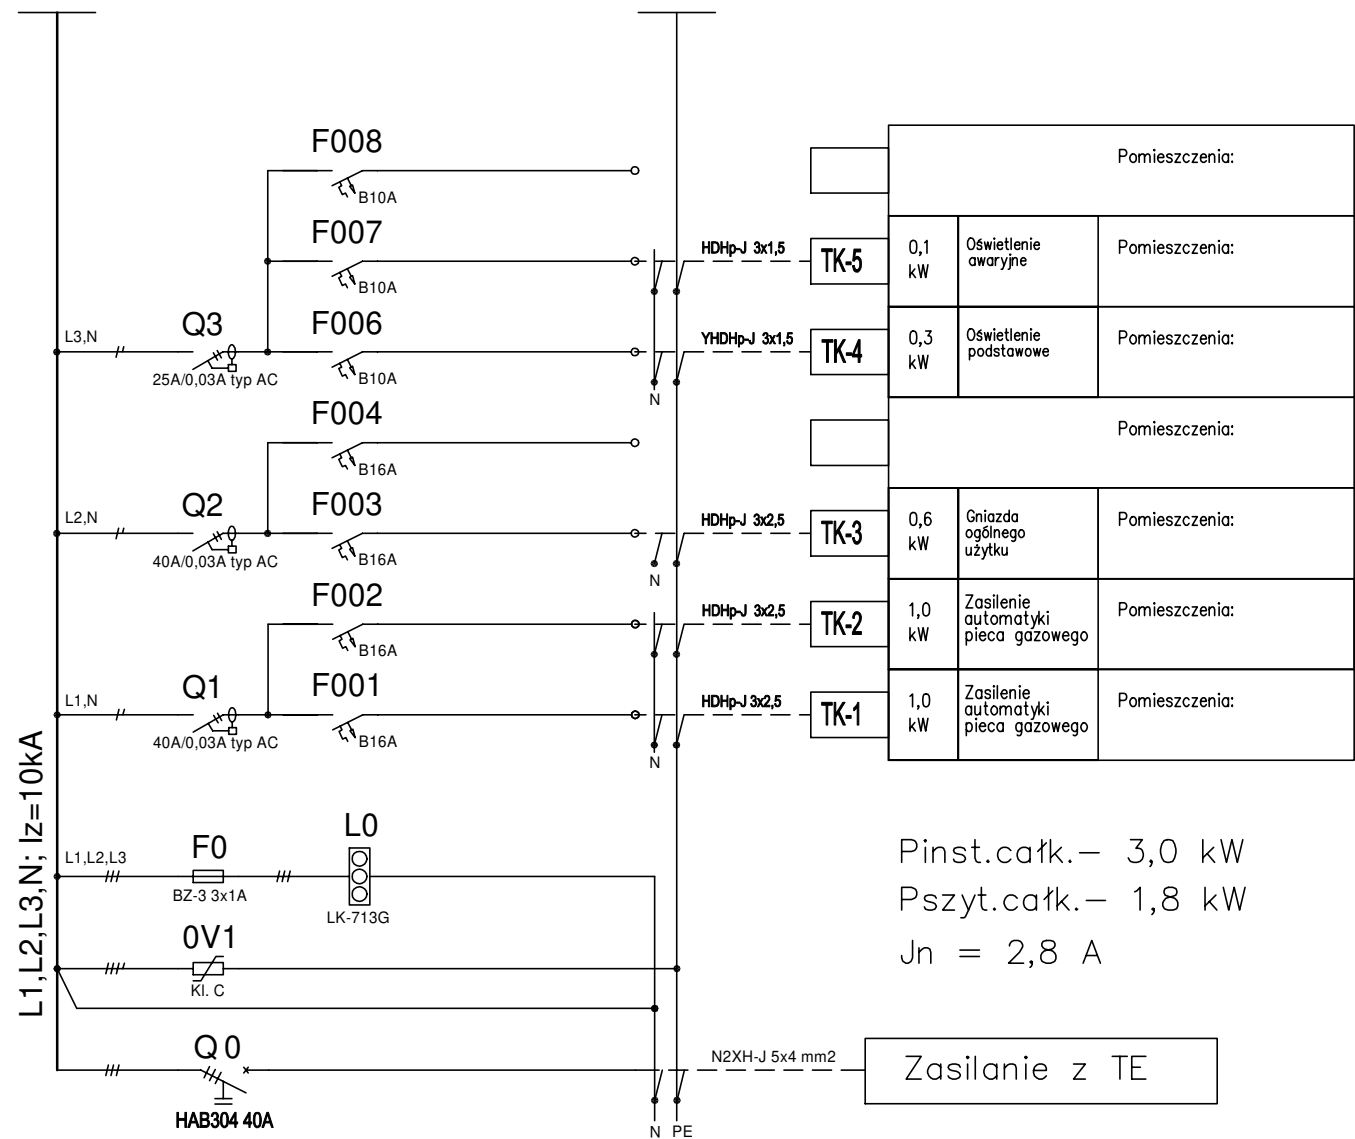 F008
B10A
Pomieszczenia:
F007
B10A
HDHp-J 3x1,5
TK-5
0,1 kW
Oświetlenie awaryjne
Pomieszczenia:
L3,N
Q3
25A/0,03A typ AC
F006
B10A
YHDHp-J 3x1,5
N
TK-4
0,3 kW
Oświetlenie podstawowe
Pomieszczenia:
F004
B16A
Pomieszczenia:
L2,N
Q2
40A/0,03A typ AC
F003
B16A
HDHp-J 3x2,5
N
TK-3
0,6 kW
Gniazda ogólnego użytku
Pomieszczenia:
F002
B16A
HDHp-J 3x2,5
TK-2
1,0 kW
Zasilenie automatyki pieca gazowego
Pomieszczenia:
L1,N
Q1
40A/0,03A typ AC
F001
B16A
HDHp-J 3x2,5
N
TK-1
1,0 kW
Zasilenie automatyki pieca gazowego
Pomieszczenia:
L1,L2,L3,N; Iz=10kA
L1,L2,L3
F0
BZ-3 3x1A
L0
LK-713G
Pinst.całk.– 3,0 kW
Pszyt.całk.– 1,8 kW
Jn = 2,8 A
0V1
Kl. C
Q0
HAB304 40A
N2XH-J 5x4 mm2
Zasilanie z TE
N PE